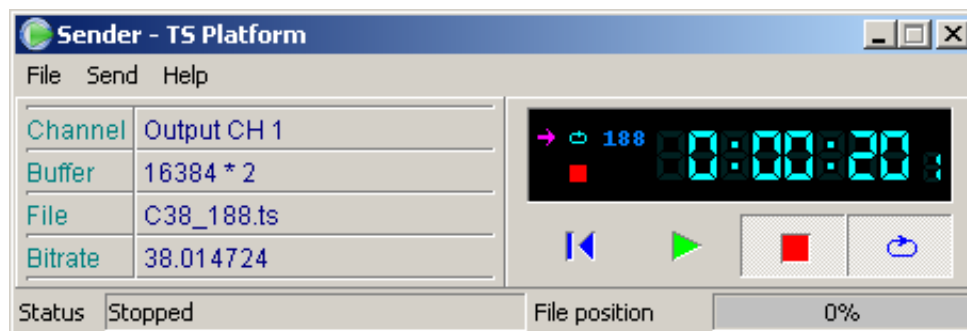 Sender - TS Platform
File Send Help
Channel Output CH 1
Buffer 16384 * 2
File C38_188.ts
Bitrate 38.014724
188 0:00:20
Status Stopped File position 0%